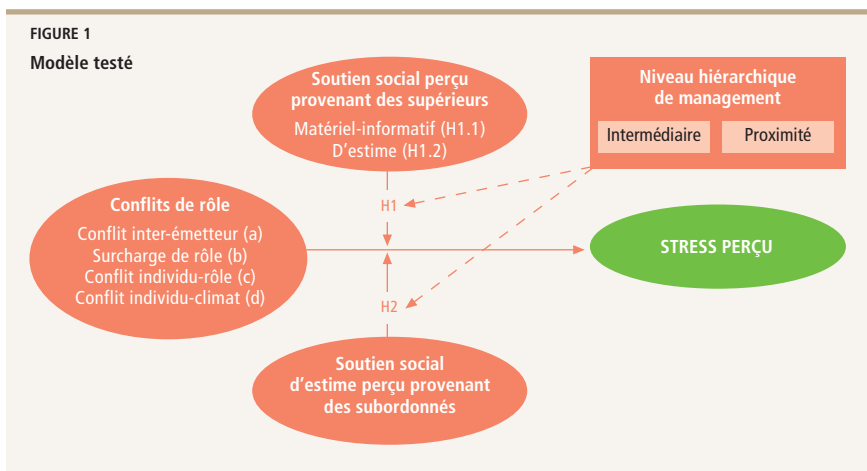 FIGURE 1
Modèle testé
Soutien social perçu
provenant des supérieurs
Matériel-informatif (H1.1)
D'estime (H1.2)
Niveau hiérarchique
de management
Intermédiaire
Proximité
H1
Conflits de rôle
Conflit inter-émetteur (a)
Surcharge de rôle (b)
Conflit individu-rôle (c)
Conflit individu-climat (d)
STRESS PERÇU
H2
Soutien social
d'estime perçu provenant
des subordonnés